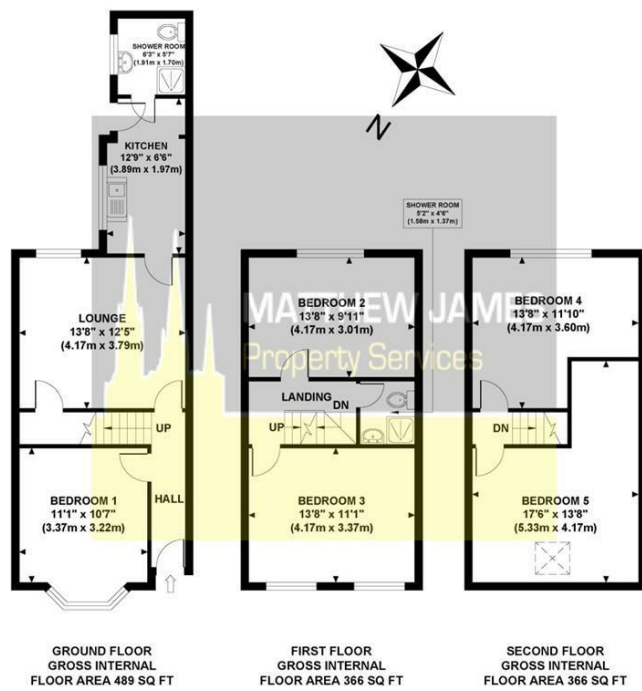 SHOWER ROOM
6'3" x 5'7"
(1.91m x 1.70m)
N
KITCHEN
12'9" x 6'6"
(3.89m x 1.97m)
SHOWER ROOM
5'2" x 4'6"
(1.58m x 1.37m)
MATTHEW JAMES
Property Services
LOUNGE
13'8" x 12'5"
(4.17m x 3.79m)
UP
BEDROOM 1
11'1" x 10'7"
(3.37m x 3.22m)
HALL
BEDROOM 2
13'8" x 9'11"
(4.17m x 3.01m)
LANDING
DN
UP
BEDROOM 3
13'8" x 11'1"
(4.17m x 3.37m)
BEDROOM 4
13'8" x 11'10"
(4.17m x 3.60m)
DN
BEDROOM 5
17'6" x 13'8"
(5.33m x 4.17m)
GROUND FLOOR
GROSS INTERNAL
FLOOR AREA 489 SQ FT
FIRST FLOOR
GROSS INTERNAL
FLOOR AREA 366 SQ FT
SECOND FLOOR
GROSS INTERNAL
FLOOR AREA 366 SQ FT